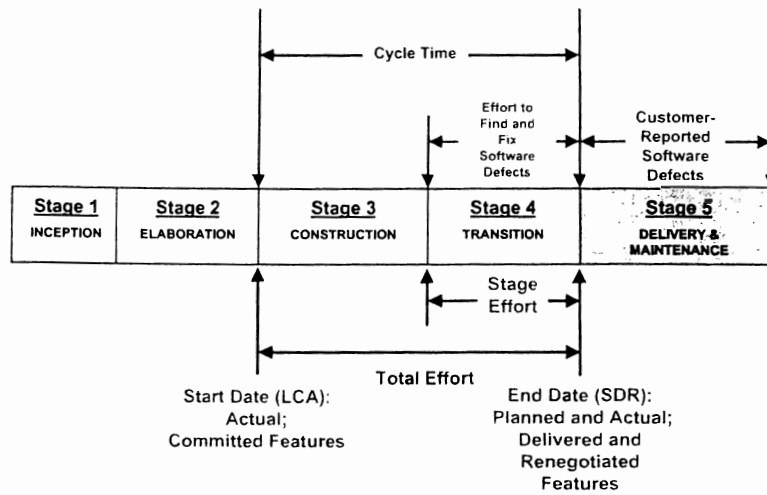 Cycle Time
Effort to
Find and
Fix
Software
Defects
Customer-
Reported
Software
Defects
Stage 1
INCEPTION
Stage 2
ELABORATION
Stage 3
CONSTRUCTION
Stage 4
TRANSITION
Stage 5
DELIVERY &
MAINTENANCE
Stage
Effort
Total Effort
Start Date (LCA):
Actual;
Committed Features
End Date (SDR):
Planned and Actual;
Delivered and
Renegotiated
Features